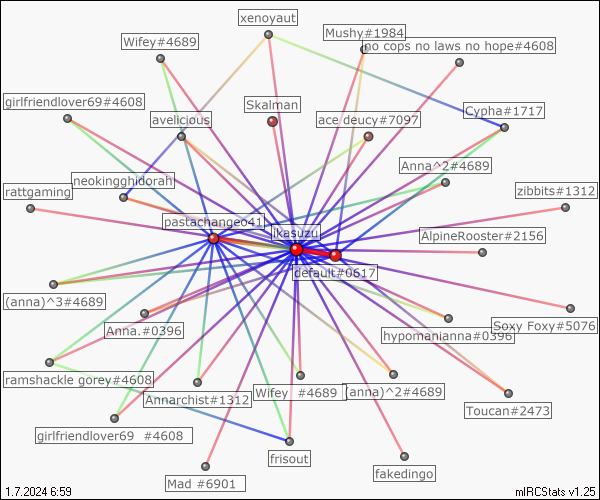 xenoyaut
Mushy#1984
Wifey#4689
no cops no laws no hope#4608
girlfriendlover69#4608
Skalman
avelicious
ace deucy#7097
Cypha#1717
Anna^2#4689
neokingghidorah
rattgaming
zibbits#1312
pastachangeo41
ikasuzu
AlpineRooster#2156
default#0617
(anna)^3#4689
Anna.#0396
hypomanianna#0396
Soxy Foxy#5076
ramshackle gorey#4608
Annarchist#1312
Wifey #4689
(anna)^2#4689
Toucan#2473
girlfriendlover69 #4608
frisout
Mad #6901
fakedingo
1.7.2024 6:59
mIRCStats v1.25